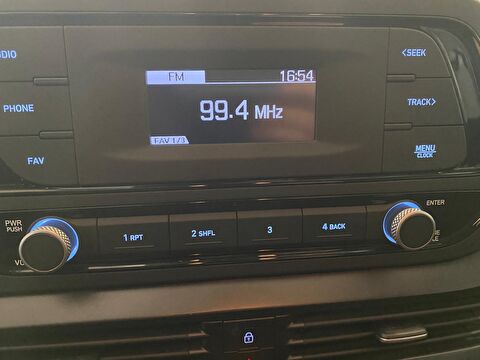 FM 16:54
99.4 MHz
FAV 1/3
PHONE
FAV
<SEEK
TRACK>
MENU
CLOCK
PWR
PUSH
1 RPT
2 SHFL
3
4 BACK
ENTER